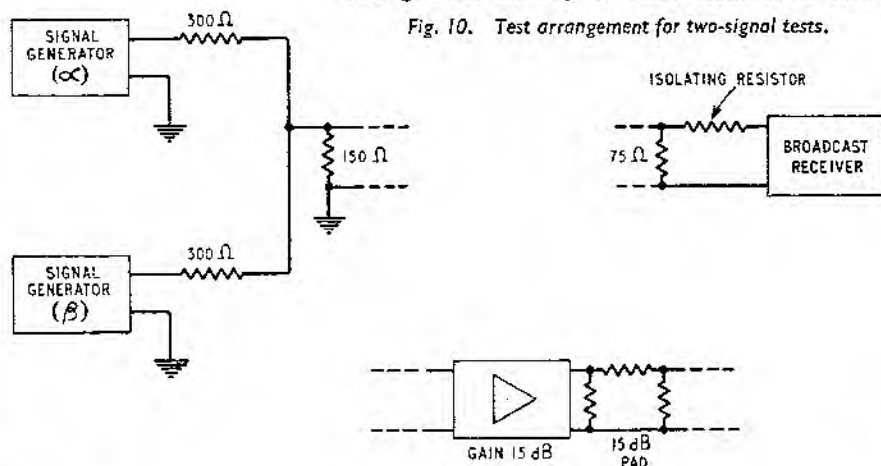 Fig. 10. Test arrangement for two-signal tests.
SIGNAL
GENERATOR
(∝)
300 Ω
150 Ω
SIGNAL
GENERATOR
(β)
300 Ω
ISOLATING RESISTOR
75 Ω
BROADCAST
RECEIVER
GAIN 15 dB
15 dB
PAD